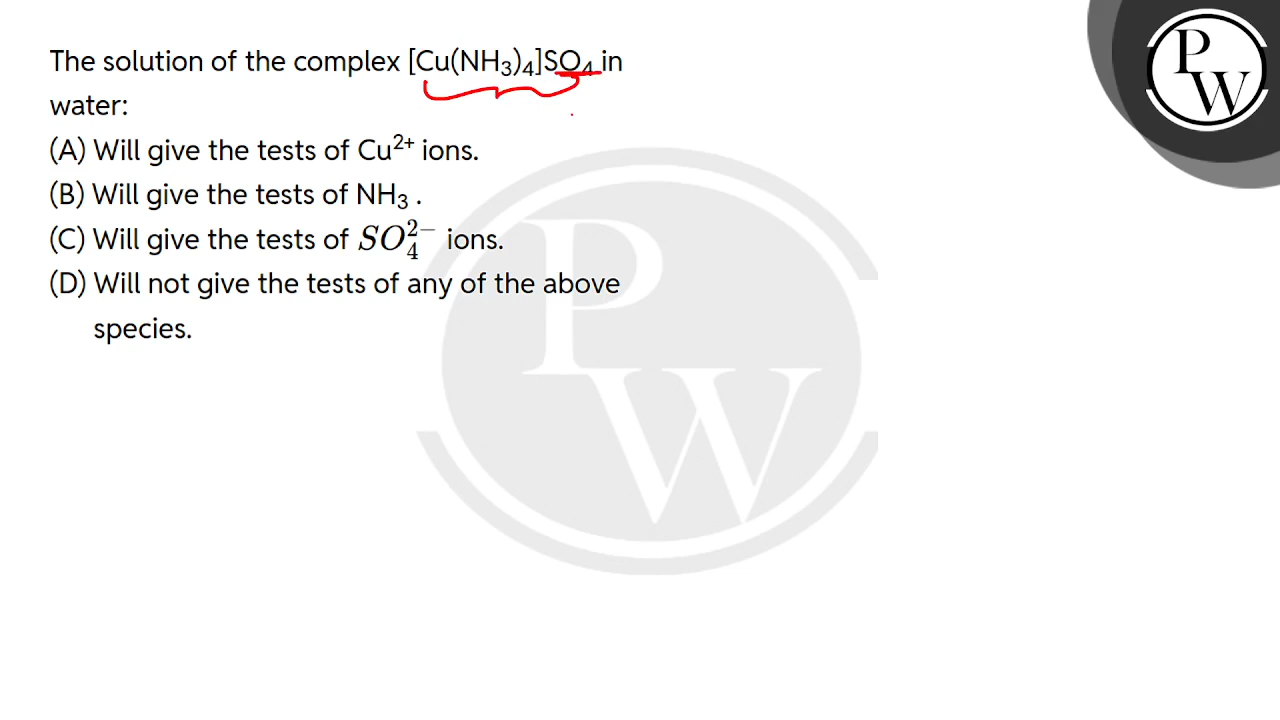 The solution of the complex [Cu(NH₃)₄]SO₄ in
water:
(A) Will give the tests of Cu²⁺ ions.
(B) Will give the tests of NH₃ .
(C) Will give the tests of SO₄²⁻ ions.
(D) Will not give the tests of any of the above
species.
PW
PW